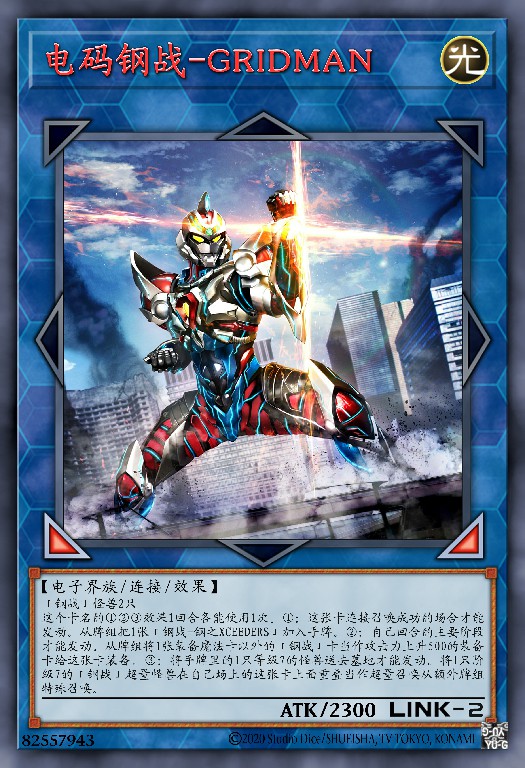 电码钢战-GRIDMAN
光
【电子界族/连接/效果】
「钢战」怪兽2只
这个卡名的①②③效果1回合各能使用1次。①：这张卡连接召唤成功的场合才能
发动。从牌组把1张「钢战-钢之XCEEDERS」加入手牌。②：自己回合的主要阶段
才能发动。从牌组将1张装备魔法卡以外的「钢战」卡当作攻击力上升500的装备
卡给这张卡装备。③：将手牌里的1只等级7的怪兽送去墓地才能发动。将1只阶
级7的「钢战」超量怪兽在自己场上的这张卡上面重叠当作超量召唤从额外牌组
特殊召唤。
ATK/2300 LINK-2
82557943
©2020 Studio Dice/SHUEISHA, TV TOKYO, KONAMI
YU-G